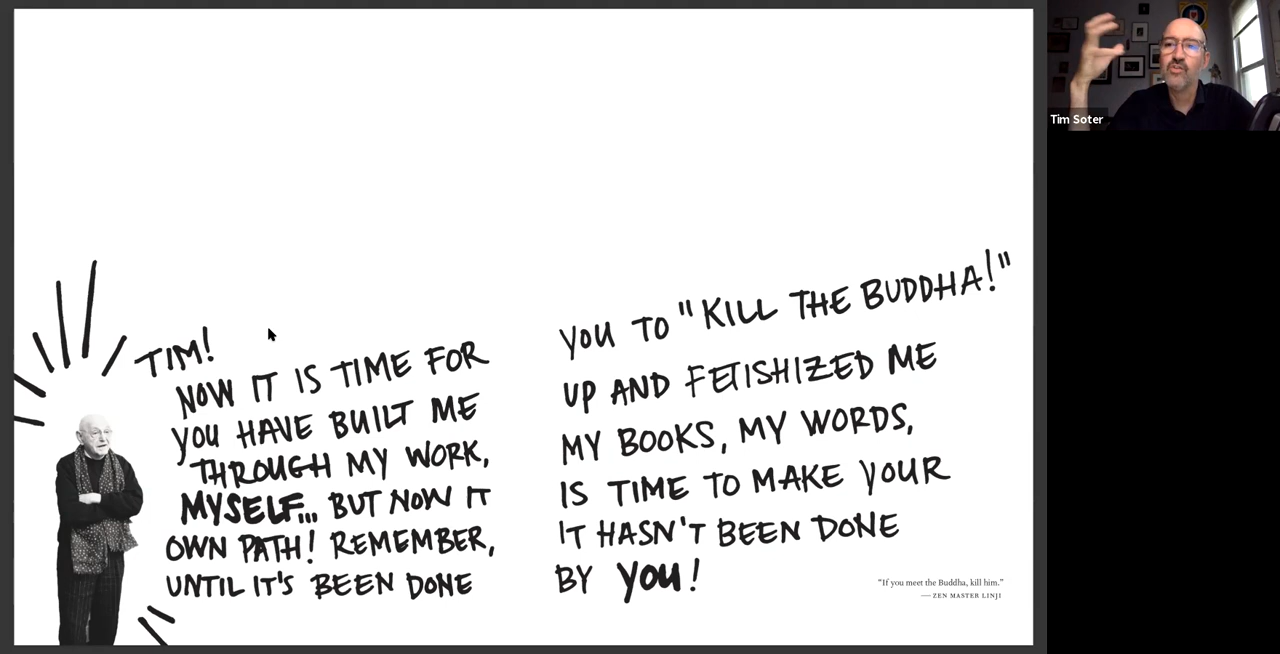 TIM!
NOW IT IS TIME FOR YOU TO "KILL THE BUDDHA!"
YOU HAVE BUILT ME UP AND FETISHIZED ME
THROUGH MY WORK, MY BOOKS, MY WORDS,
MYSELF... BUT NOW IT IS TIME TO MAKE YOUR
OWN PATH! REMEMBER, IT HASN'T BEEN DONE
UNTIL IT'S BEEN DONE BY YOU!
"If you meet the Buddha, kill him."
— ZEN MASTER LINJI
Tim Soter